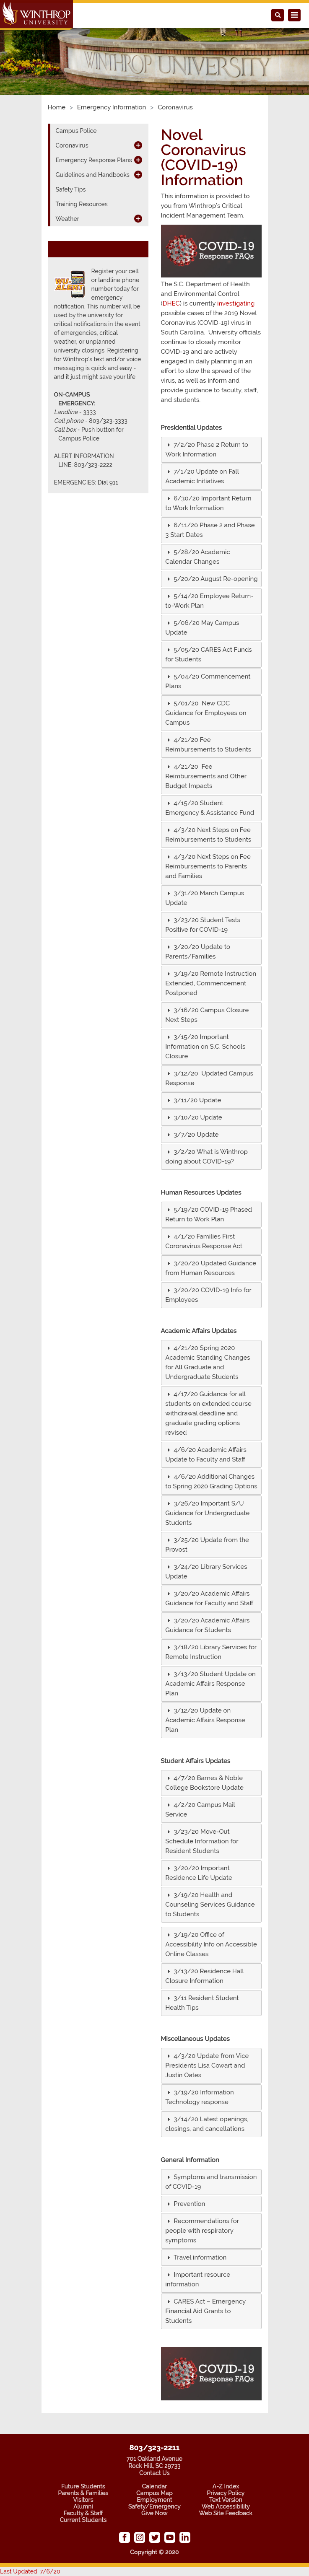 WINTHROP
UNIVERSITY
WINTHROP UNIVERSITY
Home > Emergency Information > Coronavirus
Campus Police
Coronavirus
Emergency Response Plans
Guidelines and Handbooks
Safety Tips
Training Resources
Weather
WU-
ALERT
Register your cell
or landline phone
number today for
emergency
notification. This number will be
used by the university for
critical notifications in the event
of emergencies, critical
weather, or unplanned
university closings. Registering
for Winthrop's text and/or voice
messaging is quick and easy -
and it just might save your life.
ON-CAMPUS
EMERGENCY:
Landline - 3333
Cell phone - 803/323-3333
Call box - Push button for
Campus Police
ALERT INFORMATION
LINE: 803/323-2222
EMERGENCIES: Dial 911
Novel
Coronavirus
(COVID-19)
Information
This information is provided to
you from Winthrop's Critical
Incident Management Team.
COVID-19
Response FAQs
The S.C. Department of Health
and Environmental Control
(DHEC) is currently investigating
possible cases of the 2019 Novel
Coronavirus (COVID-19) virus in
South Carolina. University officials
continue to closely monitor
COVID-19 and are actively
engaged in daily planning in an
effort to slow the spread of the
virus, as well as inform and
provide guidance to faculty, staff,
and students.
Presidential Updates
7/2/20 Phase 2 Return to
Work Information
7/1/20 Update on Fall
Academic Initiatives
6/30/20 Important Return
to Work Information
6/11/20 Phase 2 and Phase
3 Start Dates
5/28/20 Academic
Calendar Changes
5/20/20 August Re-opening
5/14/20 Employee Return-
to-Work Plan
5/06/20 May Campus
Update
5/05/20 CARES Act Funds
for Students
5/04/20 Commencement
Plans
5/01/20 New CDC
Guidance for Employees on
Campus
4/21/20 Fee
Reimbursements to Students
4/21/20 Fee
Reimbursements and Other
Budget Impacts
4/15/20 Student
Emergency & Assistance Fund
4/3/20 Next Steps on Fee
Reimbursements to Students
4/3/20 Next Steps on Fee
Reimbursements to Parents
and Families
3/31/20 March Campus
Update
3/23/20 Student Tests
Positive for COVID-19
3/20/20 Update to
Parents/Families
3/19/20 Remote Instruction
Extended, Commencement
Postponed
3/16/20 Campus Closure
Next Steps
3/15/20 Important
Information on S.C. Schools
Closure
3/12/20 Updated Campus
Response
3/11/20 Update
3/10/20 Update
3/7/20 Update
3/2/20 What is Winthrop
doing about COVID-19?
Human Resources Updates
5/19/20 COVID-19 Phased
Return to Work Plan
4/1/20 Families First
Coronavirus Response Act
3/20/20 Updated Guidance
from Human Resources
3/20/20 COVID-19 Info for
Employees
Academic Affairs Updates
4/21/20 Spring 2020
Academic Standing Changes
for All Graduate and
Undergraduate Students
4/17/20 Guidance for all
students on extended course
withdrawal deadline and
graduate grading options
revised
4/6/20 Academic Affairs
Update to Faculty and Staff
4/6/20 Additional Changes
to Spring 2020 Grading Options
3/26/20 Important S/U
Guidance for Undergraduate
Students
3/25/20 Update from the
Provost
3/24/20 Library Services
Update
3/20/20 Academic Affairs
Guidance for Faculty and Staff
3/20/20 Academic Affairs
Guidance for Students
3/18/20 Library Services for
Remote Instruction
3/13/20 Student Update on
Academic Affairs Response
Plan
3/12/20 Update on
Academic Affairs Response
Plan
Student Affairs Updates
4/7/20 Barnes & Noble
College Bookstore Update
4/2/20 Campus Mail
Service
3/23/20 Move-Out
Schedule Information for
Resident Students
3/20/20 Important
Residence Life Update
3/19/20 Health and
Counseling Services Guidance
to Students
3/19/20 Office of
Accessibility Info on Accessible
Online Classes
3/13/20 Residence Hall
Closure Information
3/11 Resident Student
Health Tips
Miscellaneous Updates
4/3/20 Update from Vice
Presidents Lisa Cowart and
Justin Oates
3/19/20 Information
Technology response
3/14/20 Latest openings,
closings, and cancellations
General Information
Symptoms and transmission
of COVID-19
Prevention
Recommendations for
people with respiratory
symptoms
Travel information
Important resource
information
CARES Act – Emergency
Financial Aid Grants to
Students
COVID-19
Response FAQs
803/323-2211
701 Oakland Avenue
Rock Hill, SC 29733
Contact Us
Future Students
Parents & Families
Visitors
Alumni
Faculty & Staff
Current Students
Calendar
Campus Map
Employment
Safety/Emergency
Give Now
A-Z Index
Privacy Policy
Text Version
Web Accessibility
Web Site Feedback
Copyright © 2020
Last Updated: 7/6/20